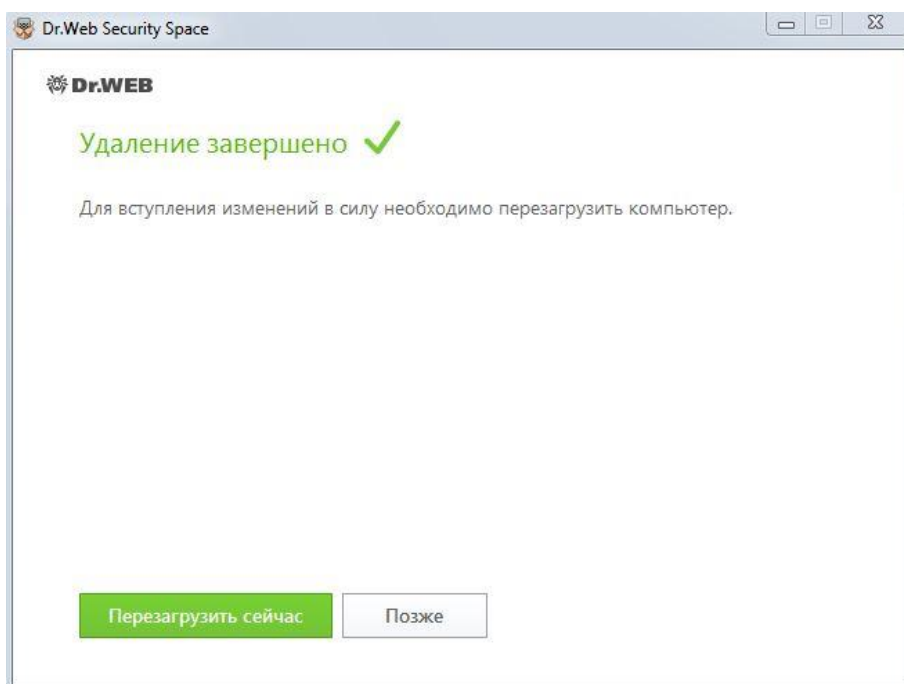 Dr.Web Security Space
Dr.WEB
Удаление завершено
Для вступления изменений в силу необходимо перезагрузить компьютер.
Перезагрузить сейчас
Позже